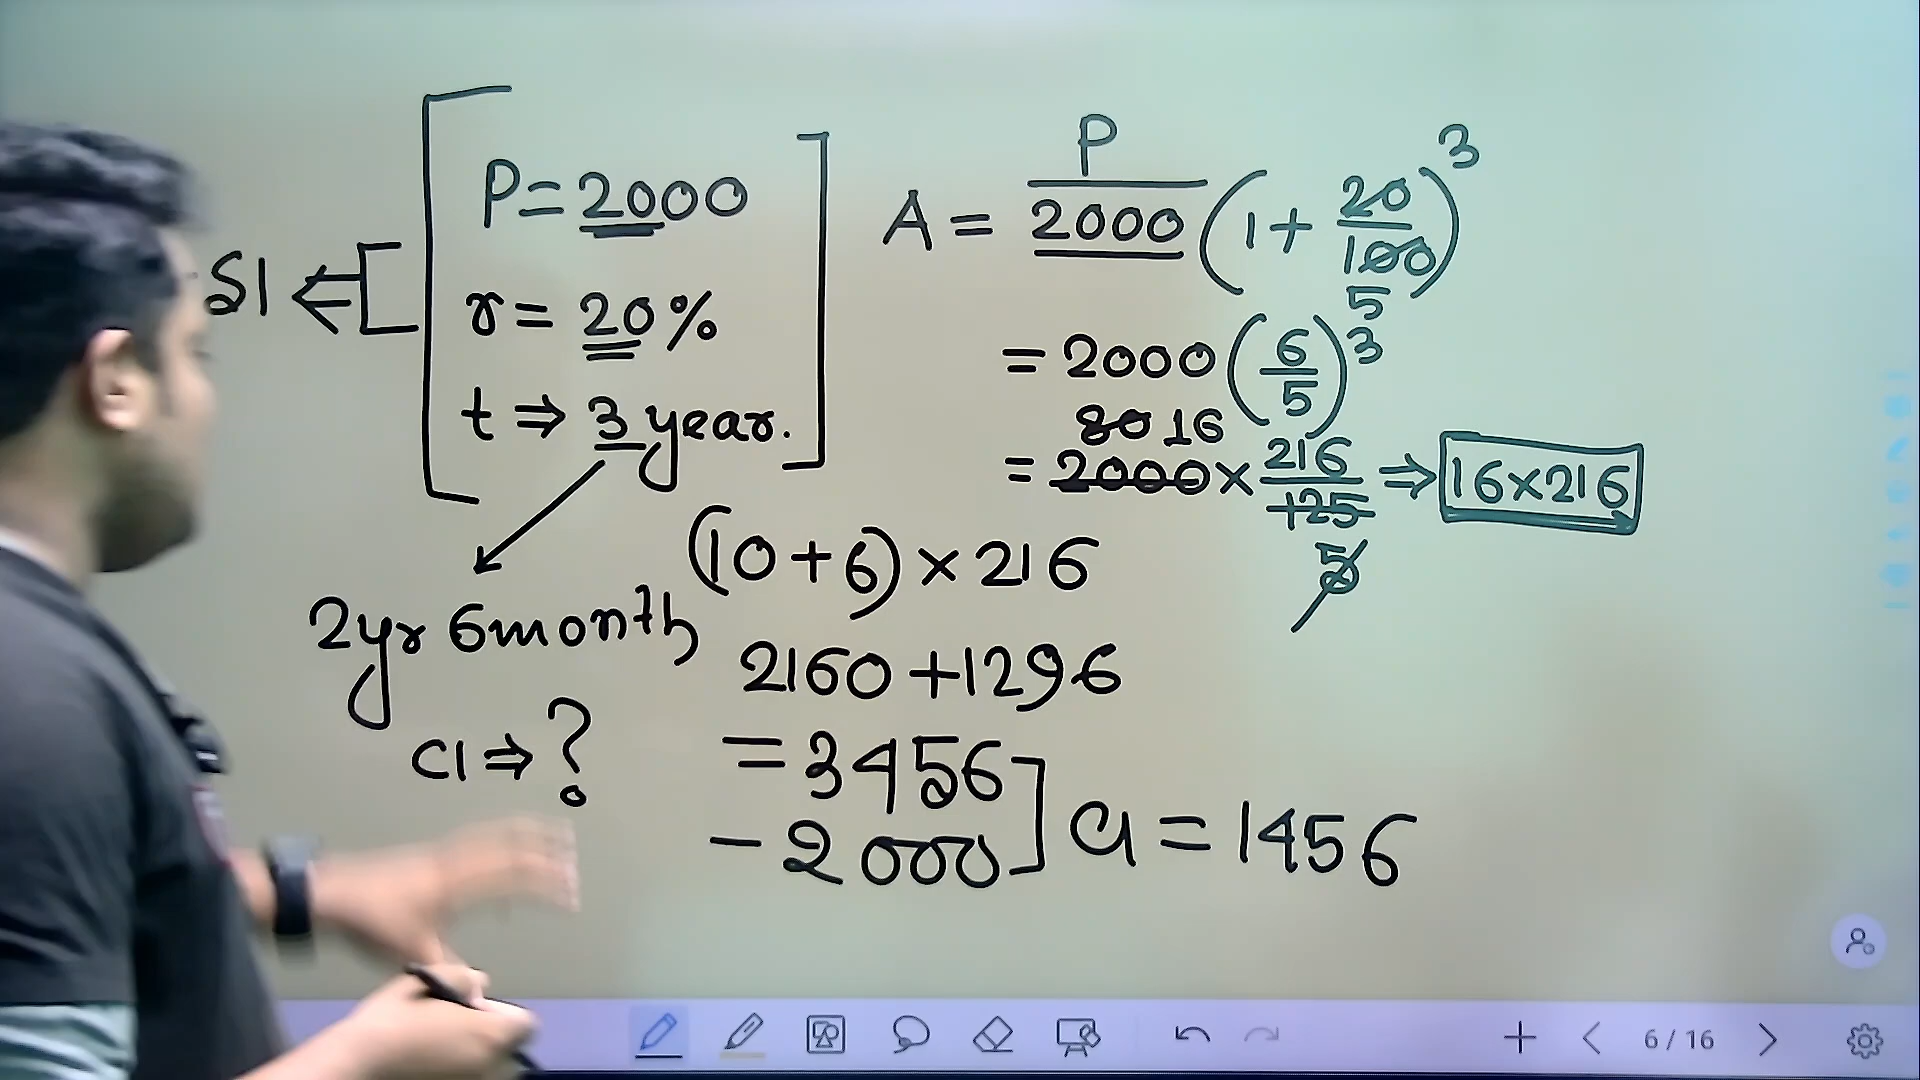 SI ⇐ [ P = 2000
r = 20%
t ⇒ 3 year. ]
2yr 6month
CI ⇒ ?
P
A = 2000 (1 + 20/100)^3
5
= 2000 (6/5)^3
80 16
= 2000 × 216/125 ⇒ 16×216
5
(10+6) × 216
2160 + 1296
= 3456
- 2000 ] CI = 1456
6 / 16